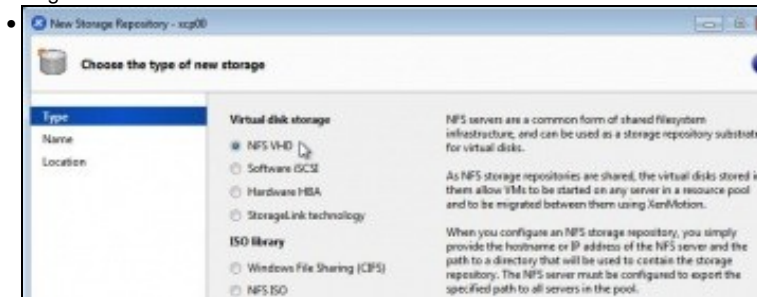 New Storage Repository - xcp00
Choose the type of new storage
Type
Name
Location
Virtual disk storage
NFS VHD
Software iSCSI
Hardware HBA
StorageLink technology
ISO library
Windows File Sharing (CIFS)
NFS ISO
NFS servers are a common form of shared filesystem
infrastructure, and can be used as a storage repository substrate
for virtual disks.
As NFS storage repositories are shared, the virtual disks stored in
them allow VMs to be started on any server in a resource pool
and to be migrated between them using XenMotion.
When you configure an NFS storage repository, you simply
provide the hostname or IP address of the NFS server and the
path to a directory that will be used to contain the storage
repository. The NFS server must be configured to export the
specified path to all servers in the pool.